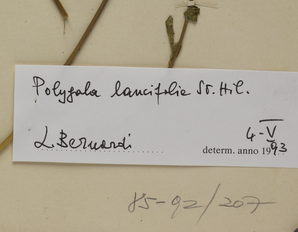 Polygala lancifolia St. Hil.
L. Bernardi
4-V
determ. anno 1993
85-92/207